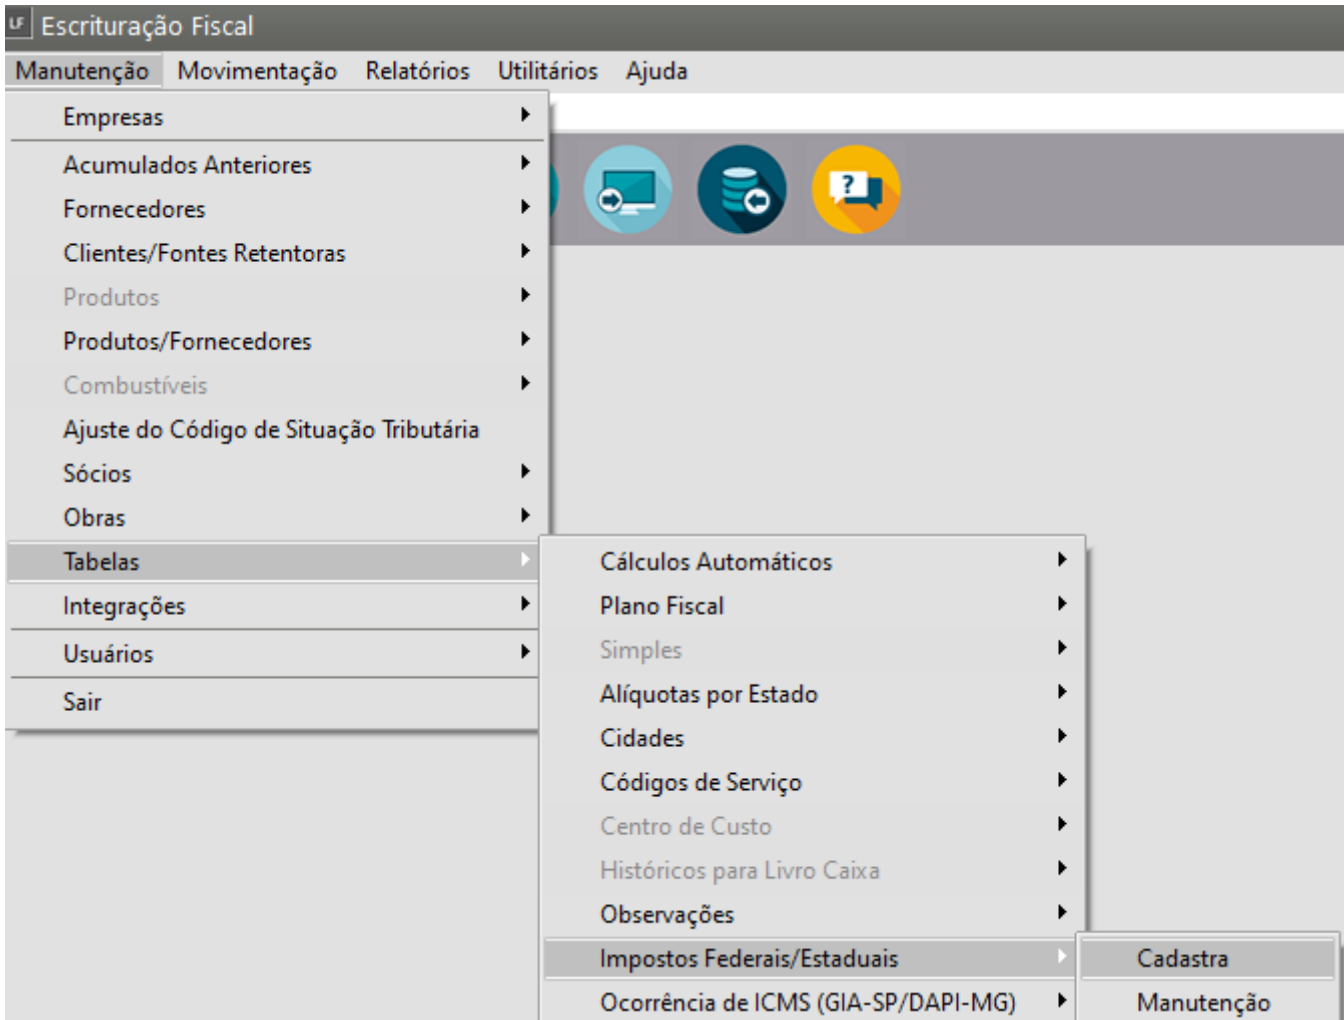 LF Escrituração Fiscal
Manutenção Movimentação Relatórios Utilitários Ajuda
Empresas
Acumulados Anteriores
Fornecedores
Clientes/Fontes Retentoras
Produtos
Produtos/Fornecedores
Combustíveis
Ajuste do Código de Situação Tributária
Sócios
Obras
Tabelas
Integrações
Usuários
Sair
?
Cálculos Automáticos
Plano Fiscal
Simples
Alíquotas por Estado
Cidades
Códigos de Serviço
Centro de Custo
Históricos para Livro Caixa
Observações
Impostos Federais/Estaduais
Ocorrência de ICMS (GIA-SP/DAPI-MG)
Cadastra
Manutenção